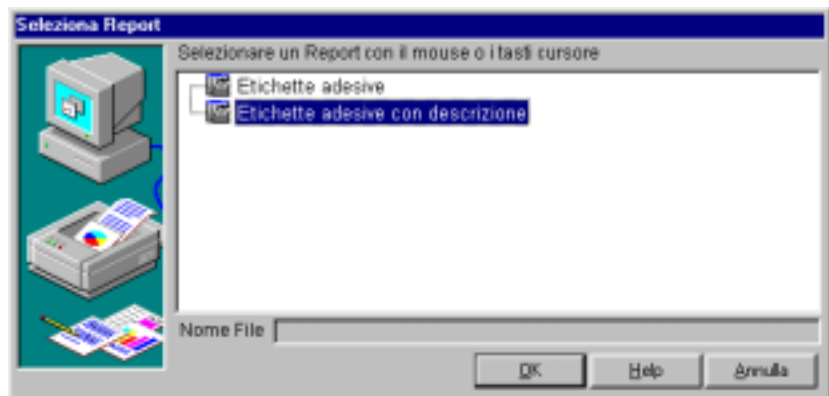 Seleziona Report
Selezionare un Report con il mouse o i tasti cursore
Etichette adesive
Etichette adesive con descrizione
Nome File
OK Help Annulla